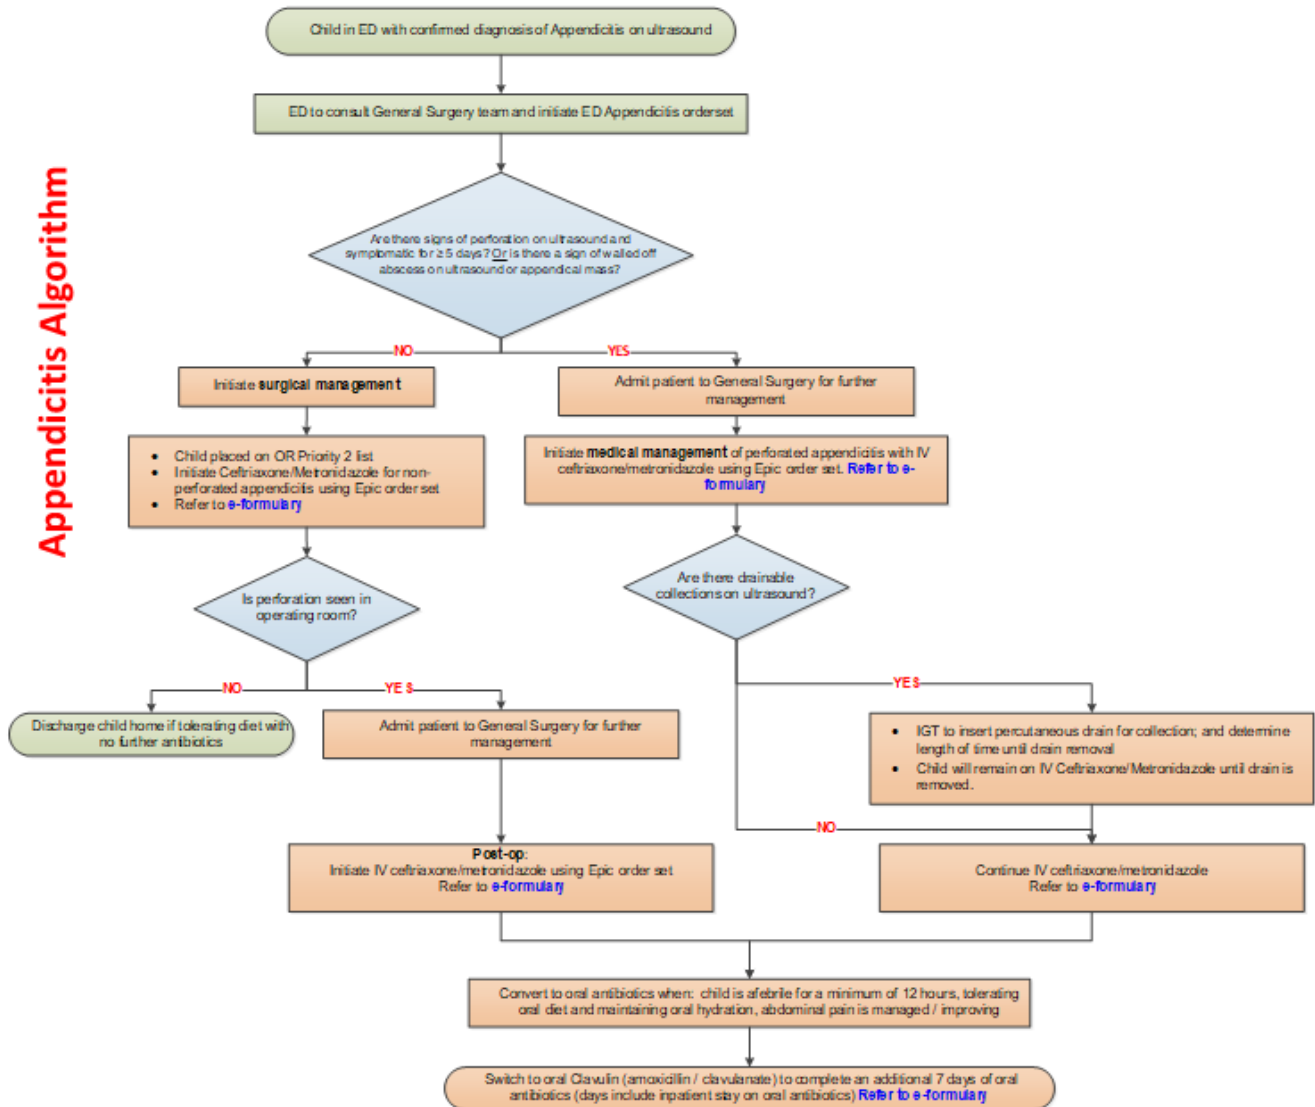 Appendicitis Algorithm
Child in ED with confirmed diagnosis of Appendicitis on ultrasound
ED to consult General Surgery team and initiate ED Appendicitis orderset
Are there signs of perforation on ultrasound and
symptomatic for ≥ 5 days? Or is there a sign of walled off
abscess on ultrasound or appendical mass?
NO
YES
Initiate surgical management
Admit patient to General Surgery for further
management
• Child placed on OR Priority 2 list
• Initiate Ceftriaxone/Metronidazole for non-
perforated appendicitis using Epic order set
• Refer to e-formulary
Initiate medical management of perforated appendicitis with IV
ceftriaxone/metronidazole using Epic order set. Refer to e-
formulary
Is perforation seen in
operating room?
Are there drainable
collections on ultrasound?
NO
YES
YES
Discharge child home if tolerating diet with
no further antibiotics
Admit patient to General Surgery for further
management
• IGT to insert percutaneous drain for collection; and determine
length of time until drain removal
• Child will remain on IV Ceftriaxone/Metronidazole until drain is
removed.
NO
Post-op:
Initiate IV ceftriaxone/metronidazole using Epic order set
Refer to e-formulary
Continue IV ceftriaxone/metronidazole
Refer to e-formulary
Convert to oral antibiotics when: child is afebrile for a minimum of 12 hours, tolerating
oral diet and maintaining oral hydration, abdominal pain is managed / improving
Switch to oral Clavulin (amoxicillin / clavulanate) to complete an additional 7 days of oral
antibiotics (days include inpatient stay on oral antibiotics) Refer to e-formulary